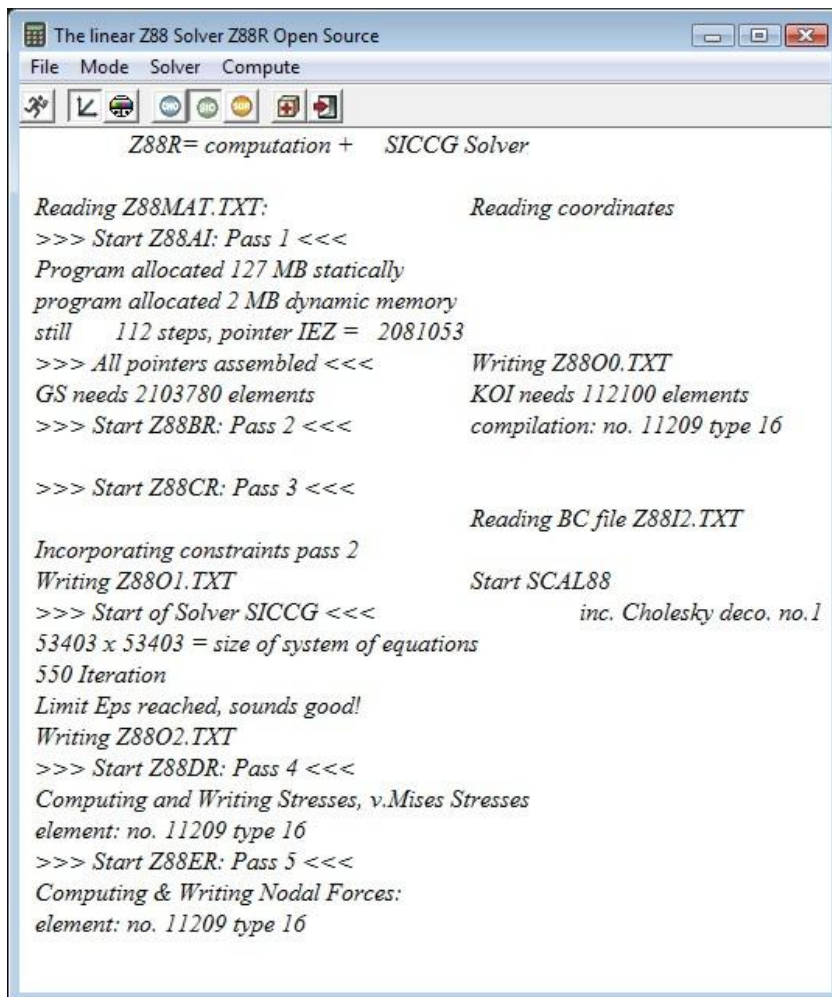 The linear Z88 Solver Z88R Open Source
File Mode Solver Compute
CHO SIC SOR
Z88R= computation + SICCG Solver
Reading Z88MAT.TXT: Reading coordinates
>>> Start Z88AI: Pass 1 <<<
Program allocated 127 MB statically
program allocated 2 MB dynamic memory
still 112 steps, pointer IEZ = 2081053
>>> All pointers assembled <<< Writing Z88O0.TXT
GS needs 2103780 elements KOI needs 112100 elements
>>> Start Z88BR: Pass 2 <<< compilation: no. 11209 type 16
>>> Start Z88CR: Pass 3 <<<
Reading BC file Z88I2.TXT
Incorporating constraints pass 2
Writing Z88O1.TXT Start SCAL88
>>> Start of Solver SICCG <<< inc. Cholesky deco. no.1
53403 x 53403 = size of system of equations
550 Iteration
Limit Eps reached, sounds good!
Writing Z88O2.TXT
>>> Start Z88DR: Pass 4 <<<
Computing and Writing Stresses, v.Mises Stresses
element: no. 11209 type 16
>>> Start Z88ER: Pass 5 <<<
Computing & Writing Nodal Forces:
element: no. 11209 type 16